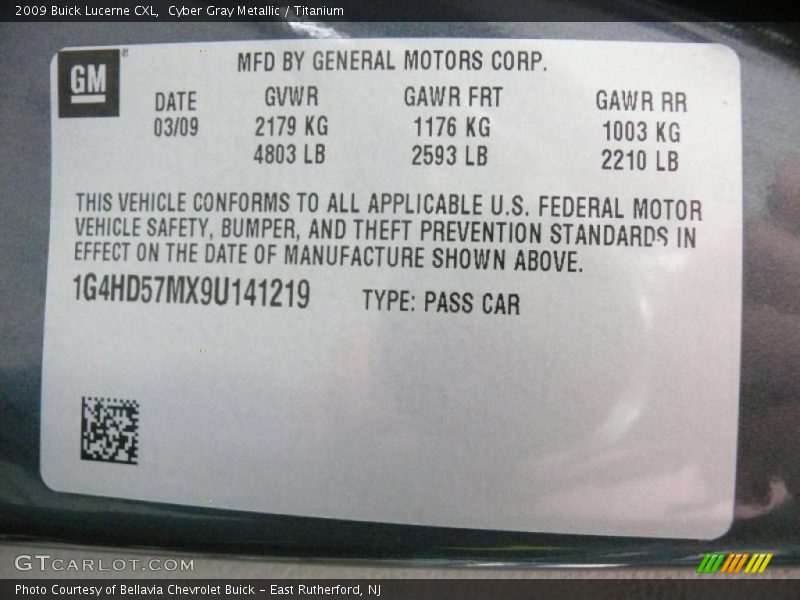 2009 Buick Lucerne CXL, Cyber Gray Metallic / Titanium
GM®
MFD BY GENERAL MOTORS CORP.
DATE GVWR GAWR FRT GAWR RR
03/09 2179 KG 1176 KG 1003 KG
4803 LB 2593 LB 2210 LB
THIS VEHICLE CONFORMS TO ALL APPLICABLE U.S. FEDERAL MOTOR
VEHICLE SAFETY, BUMPER, AND THEFT PREVENTION STANDARDS IN
EFFECT ON THE DATE OF MANUFACTURE SHOWN ABOVE.
1G4HD57MX9U141219 TYPE: PASS CAR
GTCARLOT.COM
Photo Courtesy of Bellavia Chevrolet Buick - East Rutherford, NJ